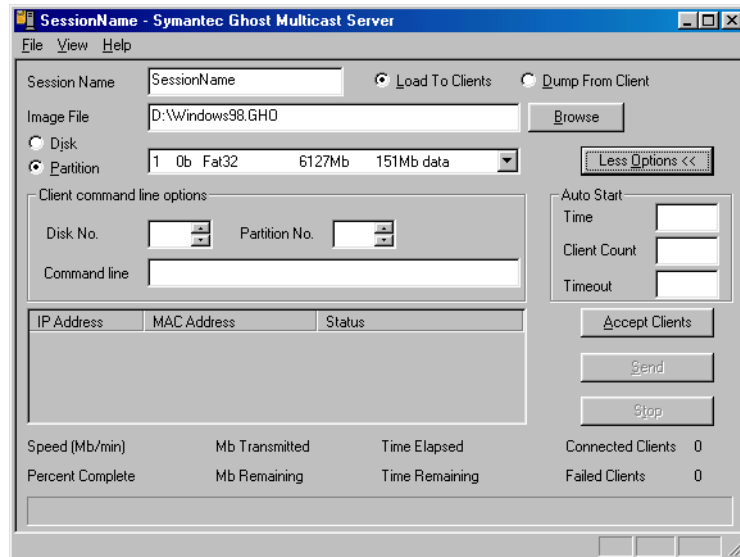 SessionName - Symantec Ghost Multicast Server
File View Help
Session Name SessionName Load To Clients Dump From Client
Image File D:\Windows98.GHO Browse
Disk
Partition 1 0b Fat32 6127Mb 151Mb data Less Options <<
Client command line options Auto Start
Time
Disk No. Partition No. Client Count
Command line Timeout
IP Address MAC Address Status Accept Clients
Send
Stop
Speed (Mb/min) Mb Transmitted Time Elapsed Connected Clients 0
Percent Complete Mb Remaining Time Remaining Failed Clients 0